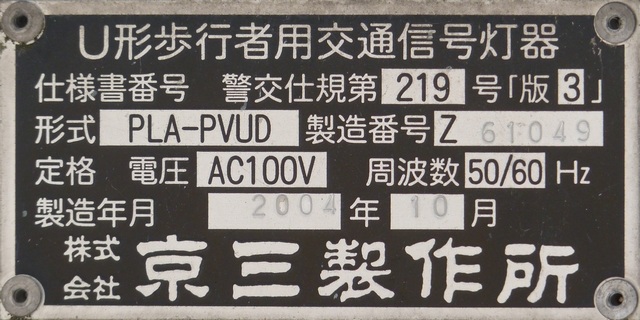 U形歩行者用交通信号灯器
仕様書番号 警交仕規第 219 号「版 3」
形式 PLA-PVUD 製造番号 Z 61049
定格 電圧 AC100V 周波数 50/60 Hz
製造年月 2004 年 10 月
株式会社 京三製作所